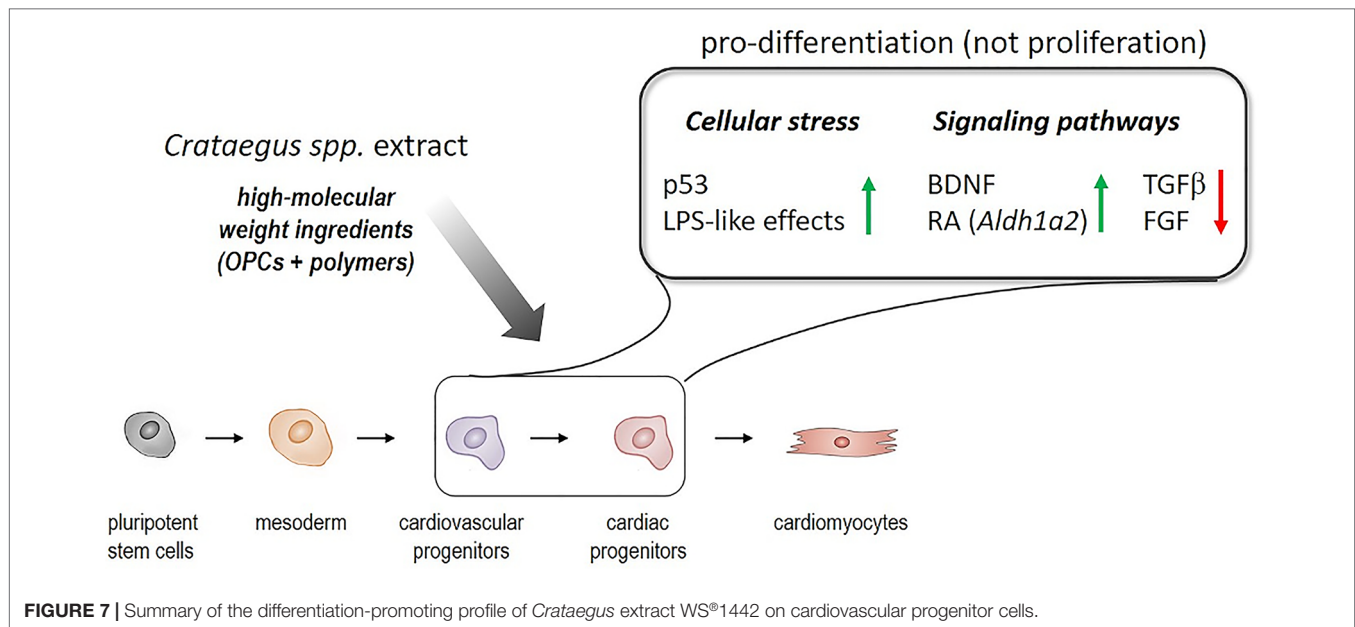 pro-differentiation (not proliferation)
Cellular stress
Signaling pathways
p53
LPS-like effects
BDNF
RA (Aldh1a2)
TGFβ
FGF
Crataegus spp. extract
high-molecular
weight ingredients
(OPCs + polymers)
pluripotent
stem cells
mesoderm
cardiovascular
progenitors
cardiac
progenitors
cardiomyocytes
FIGURE 7 | Summary of the differentiation-promoting profile of Crataegus extract WS®1442 on cardiovascular progenitor cells.